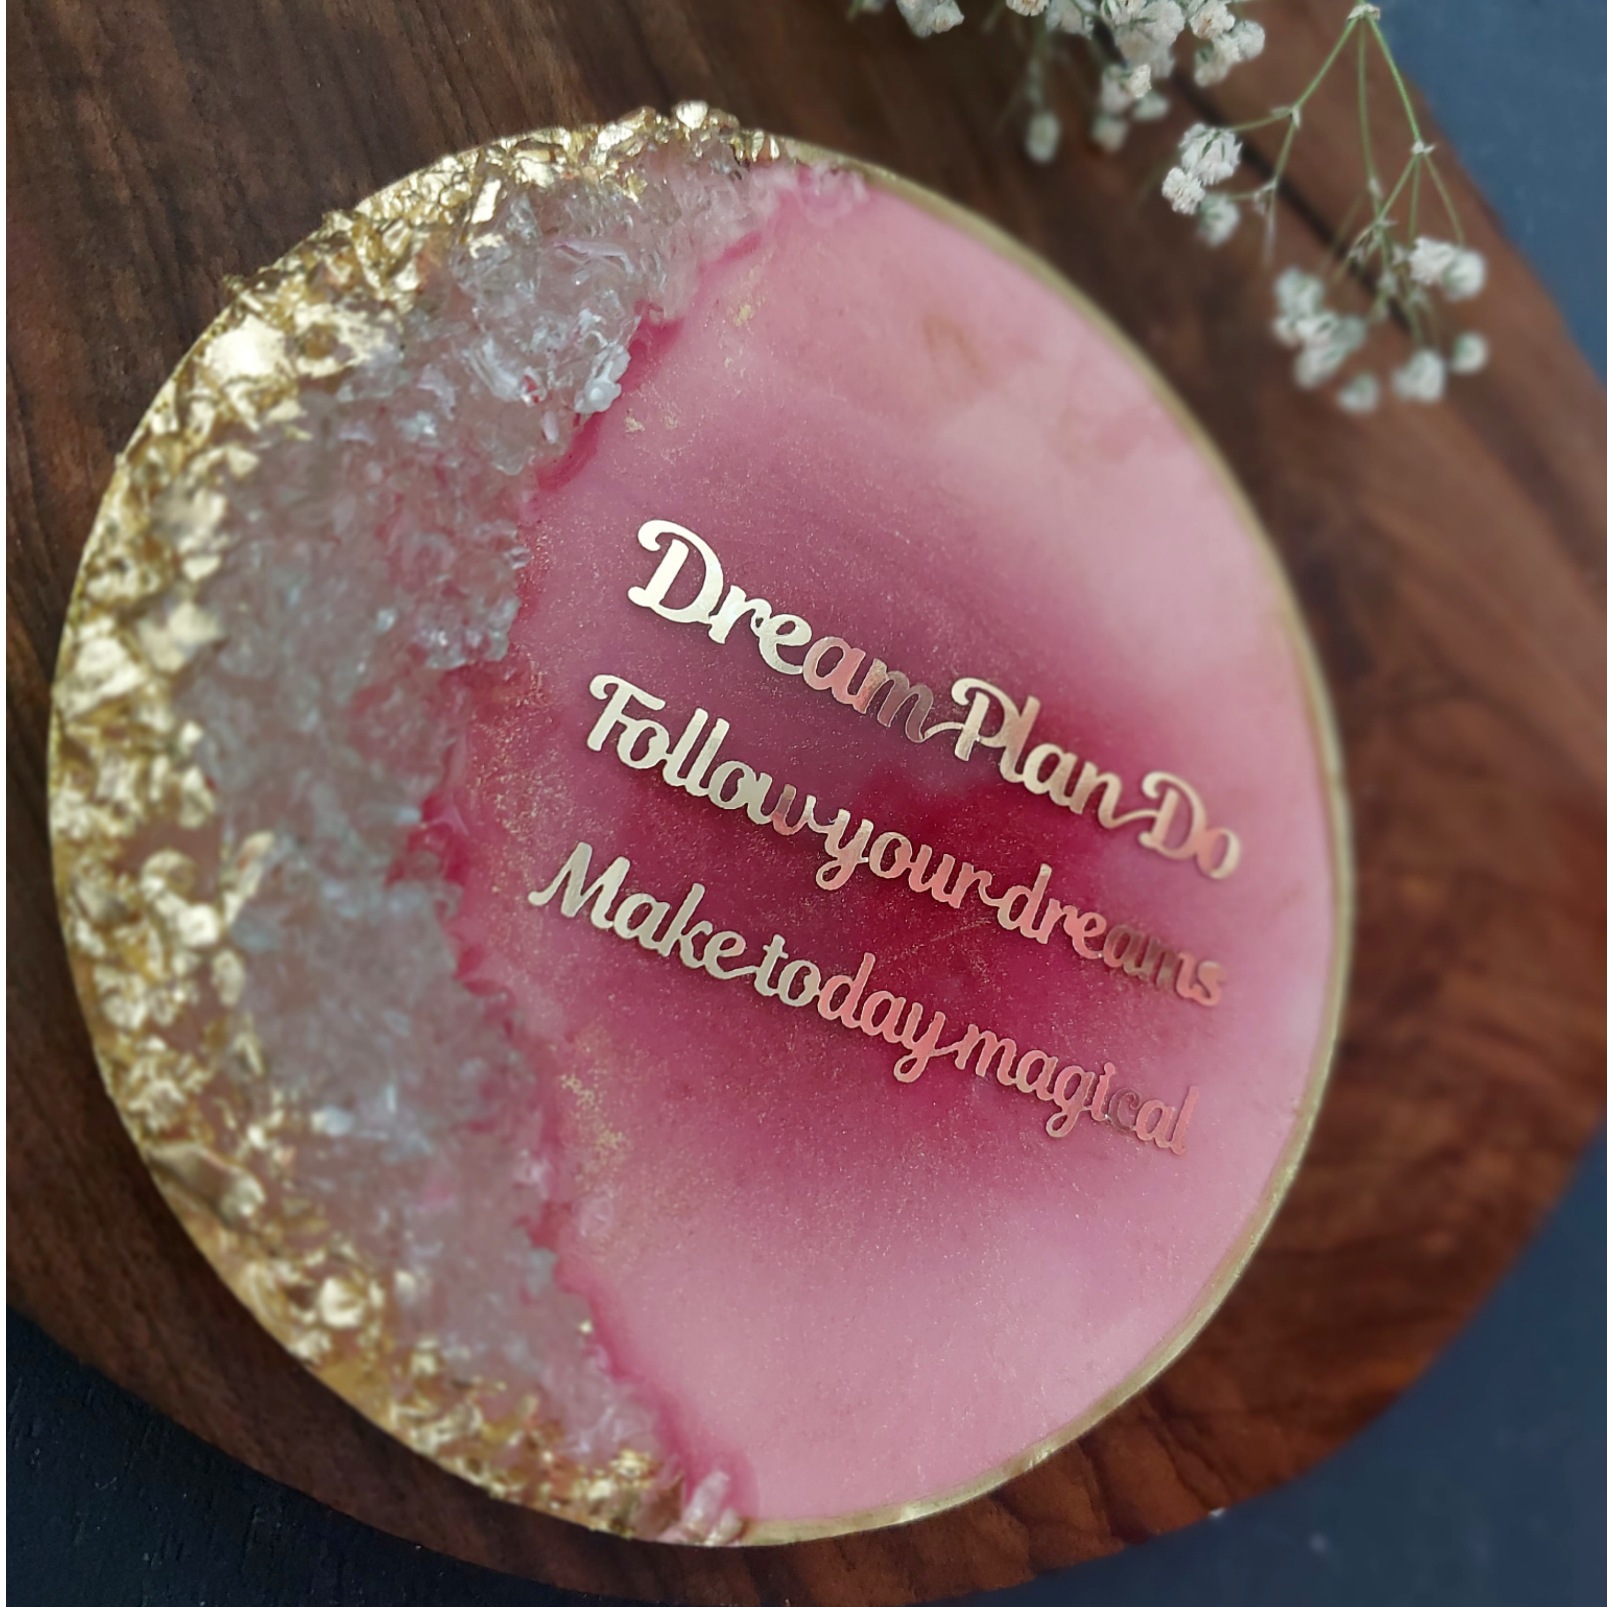 Dream Plan Do
Follow your dreams
Make today magical